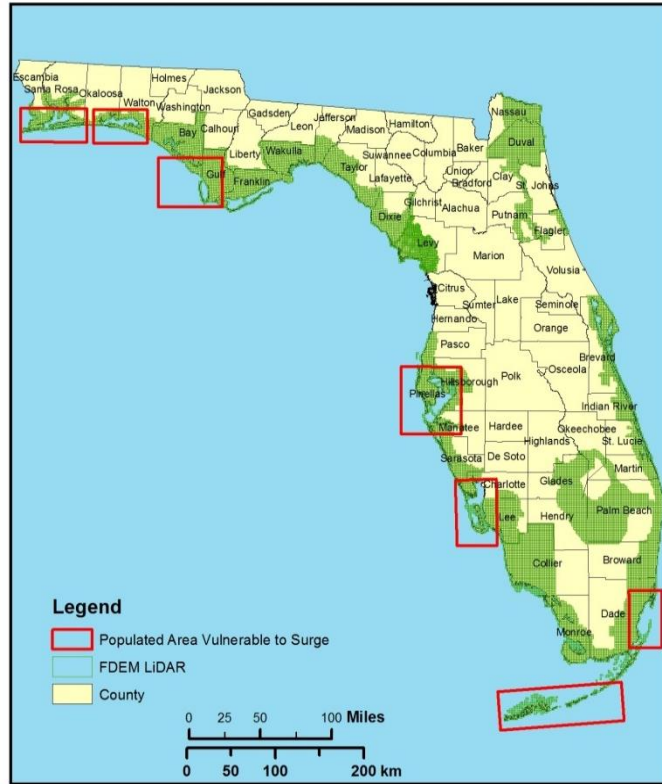 Escambia
Santa Rosa
Okaloosa
Holmes
Walton
Washington
Jackson
Bay
Calhoun
Gulf
Liberty
Gadsden
Franklin
Leon
Wakulla
Jefferson
Madison
Taylor
Hamilton
Suwannee
Lafayette
Dixie
Columbia
Gilchrist
Levy
Baker
Union
Bradford
Alachua
Nassau
Duval
Clay
St. Johns
Putnam
Flagler
Marion
Volusia
Citrus
Sumter
Lake
Seminole
Hernando
Orange
Pasco
Osceola
Brevard
Hillsborough
Polk
Pinellas
Indian River
Manatee
Hardee
Okeechobee
Highlands
St. Lucie
Sarasota
De Soto
Martin
Charlotte
Glades
Palm Beach
Lee
Hendry
Collier
Broward
Dade
Monroe
Legend
Populated Area Vulnerable to Surge
FDEM LiDAR
County
0 25 50 100 Miles
0 50 100 200 km